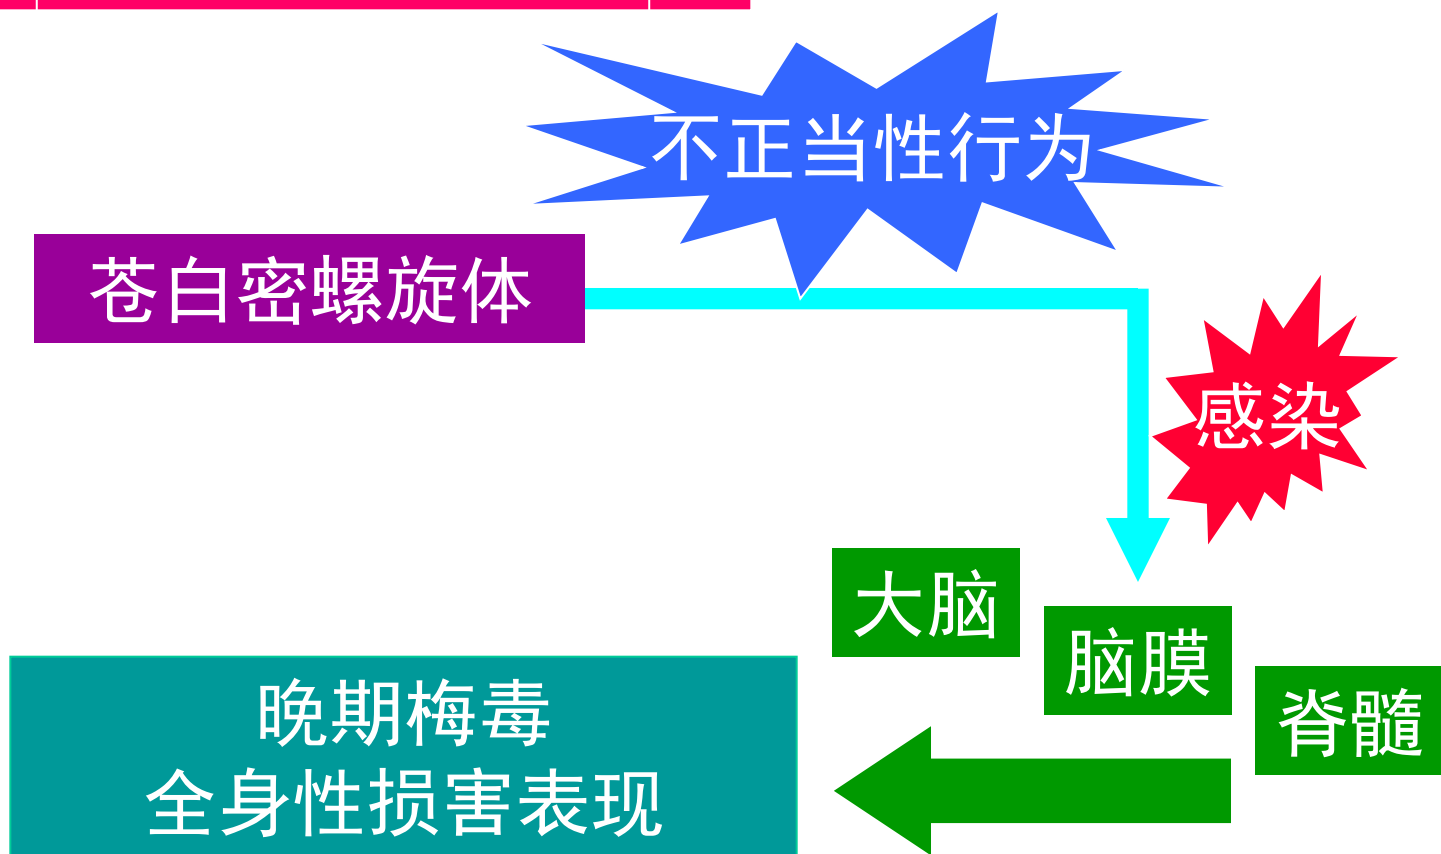 不正当性行为
苍白密螺旋体
感染
大脑
脑膜
脊髓
晚期梅毒
全身性损害表现